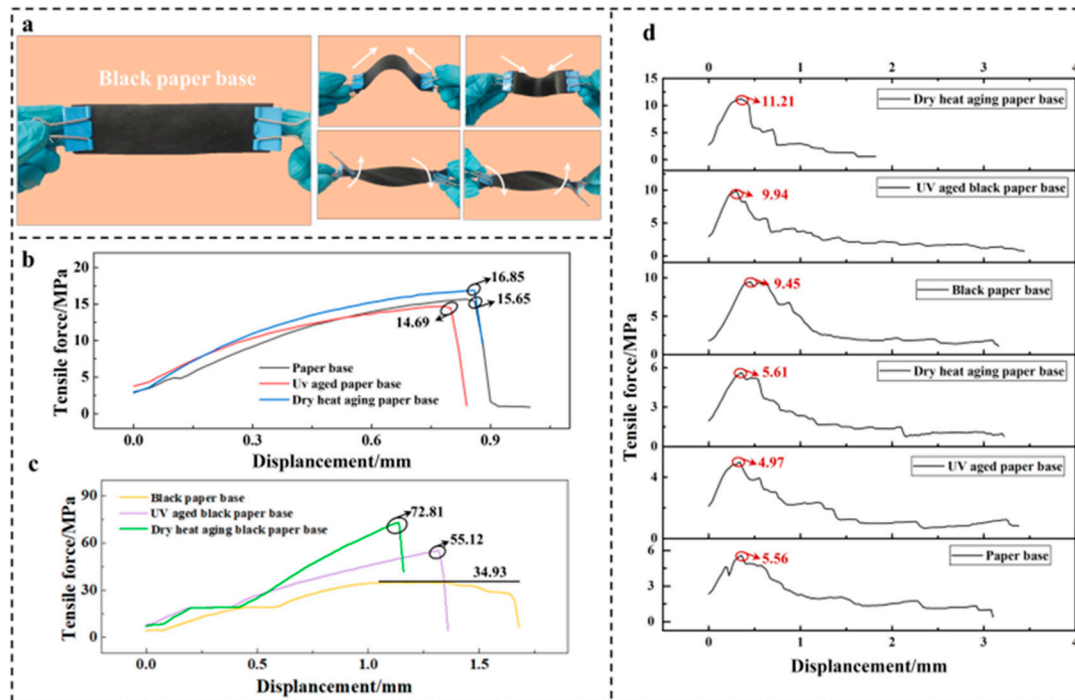 a
Black paper base
b
Tensile force/MPa
20
15
10
5
0
16.85
15.65
14.69
Paper base
Uv aged paper base
Dry heat aging paper base
0.0 0.3 0.6 0.9
Displancement/mm
c
Tensile force/MPa
90
60
30
0
Black paper base
UV aged black paper base
Dry heat aging black paper base
72.81
55.12
34.93
0.0 0.5 1.0 1.5
Displancement/mm
d
0 1 2 3 4
15
10
5
0
11.21
Dry heat aging paper base
10
5
0
9.94
UV aged black paper base
Tensile force/MPa
10
5
0
9.45
Black paper base
6
3
0
5.61
Dry heat aging paper base
4
2
0
4.97
UV aged paper base
6
3
0
5.56
Paper base
0 1 2 3 4
Displancement/mm